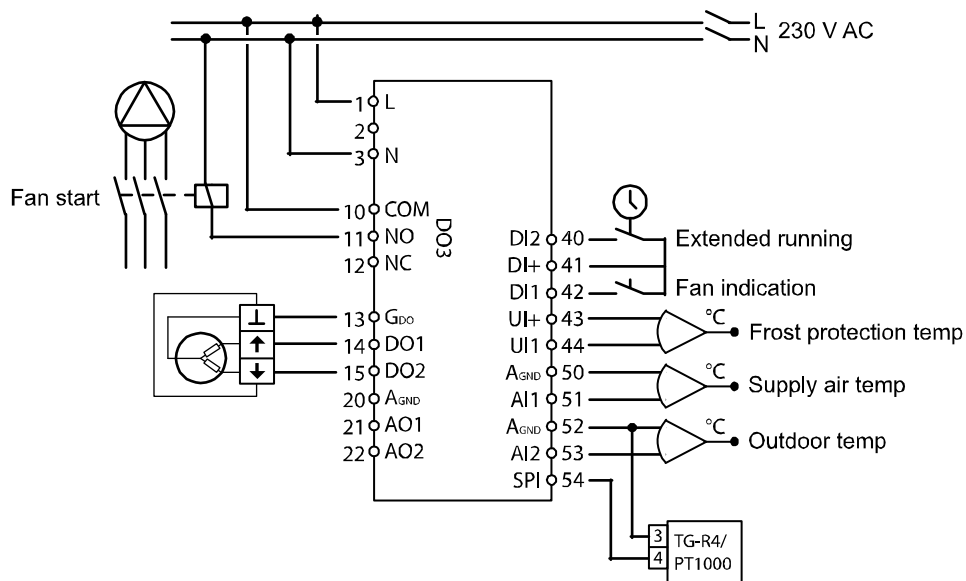 L
N 230 V AC
Fan start
1 L
2
3 N
10 COM
11 NO
12 NC
DO3
13 GDO
14 DO1
15 DO2
20 AGND
21 AO1
22 AO2
DI2 40 Extended running
DI+ 41
DI1 42 Fan indication
UI+ 43 °C
UI1 44 Frost protection temp
AGND 50 °C
AI1 51 Supply air temp
AGND 52 °C
AI2 53 Outdoor temp
SPI 54
3 TG-R4/
4 PT1000